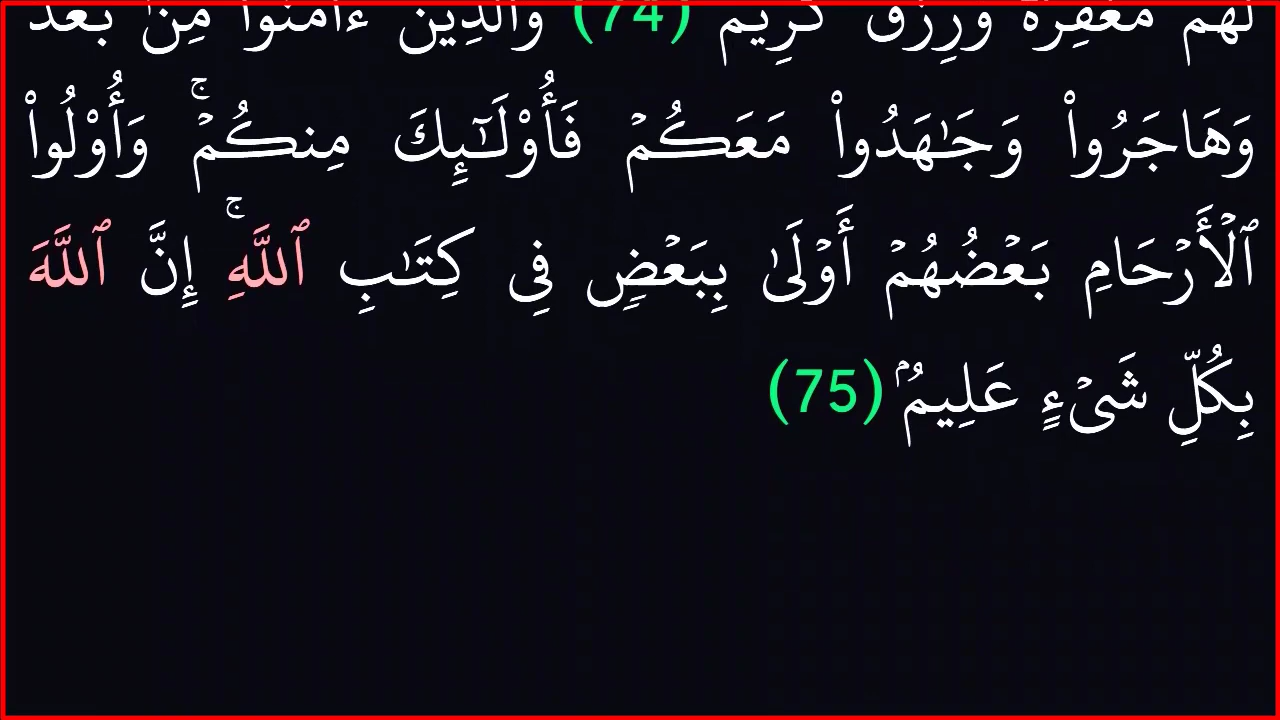 لَهُم مَّغْفِرَةٌ وَرِزْقٌ كَرِيمٌ (74) وَٱلَّذِينَ ءَامَنُوا۟ مِنۢ بَعْدُ
وَهَاجَرُوا۟ وَجَـٰهَدُوا۟ مَعَكُمْ فَأُو۟لَـٰٓئِكَ مِنكُمْ ۚ وَأُو۟لُوا۟
ٱلْأَرْحَامِ بَعْضُهُمْ أَوْلَىٰ بِبَعْضٍ فِى كِتَـٰبِ ٱللَّهِ ۚ إِنَّ ٱللَّهَ
بِكُلِّ شَىْءٍ عَلِيمٌۢ (75)